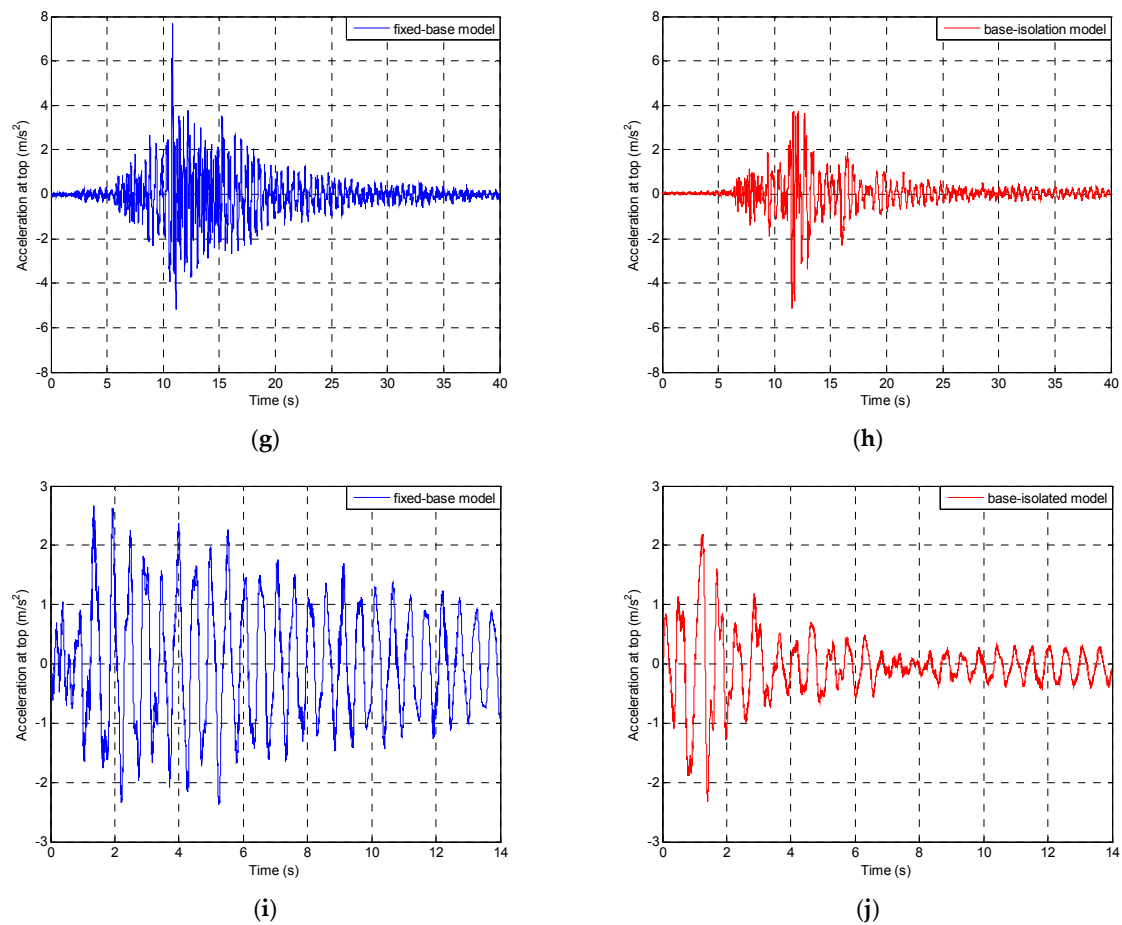 fixed-base model
Acceleration at top (m/s²)
8
6
4
2
0
-2
-4
-6
-8
0 5 10 15 20 25 30 35 40
Time (s)
(g)
base-isolation model
Acceleration at top (m/s²)
8
6
4
2
0
-2
-4
-6
-8
0 5 10 15 20 25 30 35 40
Time (s)
(h)
fixed-base model
Acceleration at top (m/s²)
3
2
1
0
-1
-2
-3
0 2 4 6 8 10 12 14
Time (s)
(i)
base-isolated model
Acceleration at top (m/s²)
3
2
1
0
-1
-2
-3
0 2 4 6 8 10 12 14
Time (s)
(j)